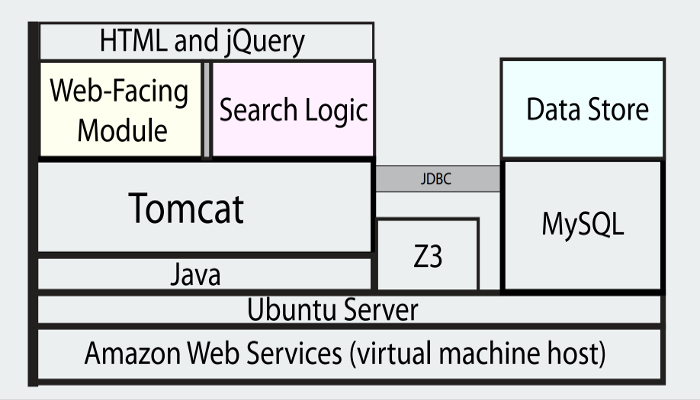 HTML and jQuery
Web-Facing
Module
Search Logic
Data Store
JDBC
Tomcat
MySQL
Z3
Java
Ubuntu Server
Amazon Web Services (virtual machine host)